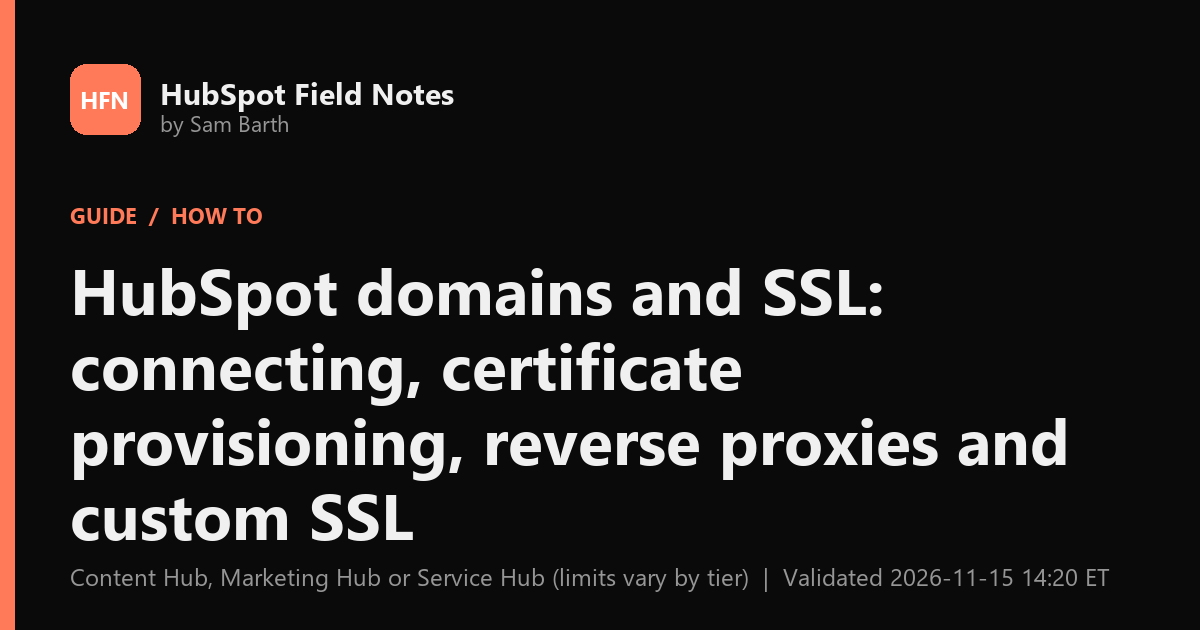 HFN
HubSpot Field Notes
by Sam Barth
GUIDE / HOW TO
HubSpot domains and SSL:
connecting, certificate
provisioning, reverse proxies and
custom SSL
Content Hub, Marketing Hub or Service Hub (limits vary by tier) | Validated 2026-11-15 14:20 ET